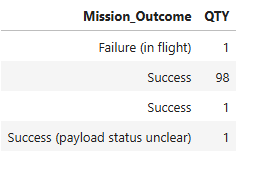 Mission_Outcome QTY
Failure (in flight) 1
Success 98
Success 1
Success (payload status unclear) 1